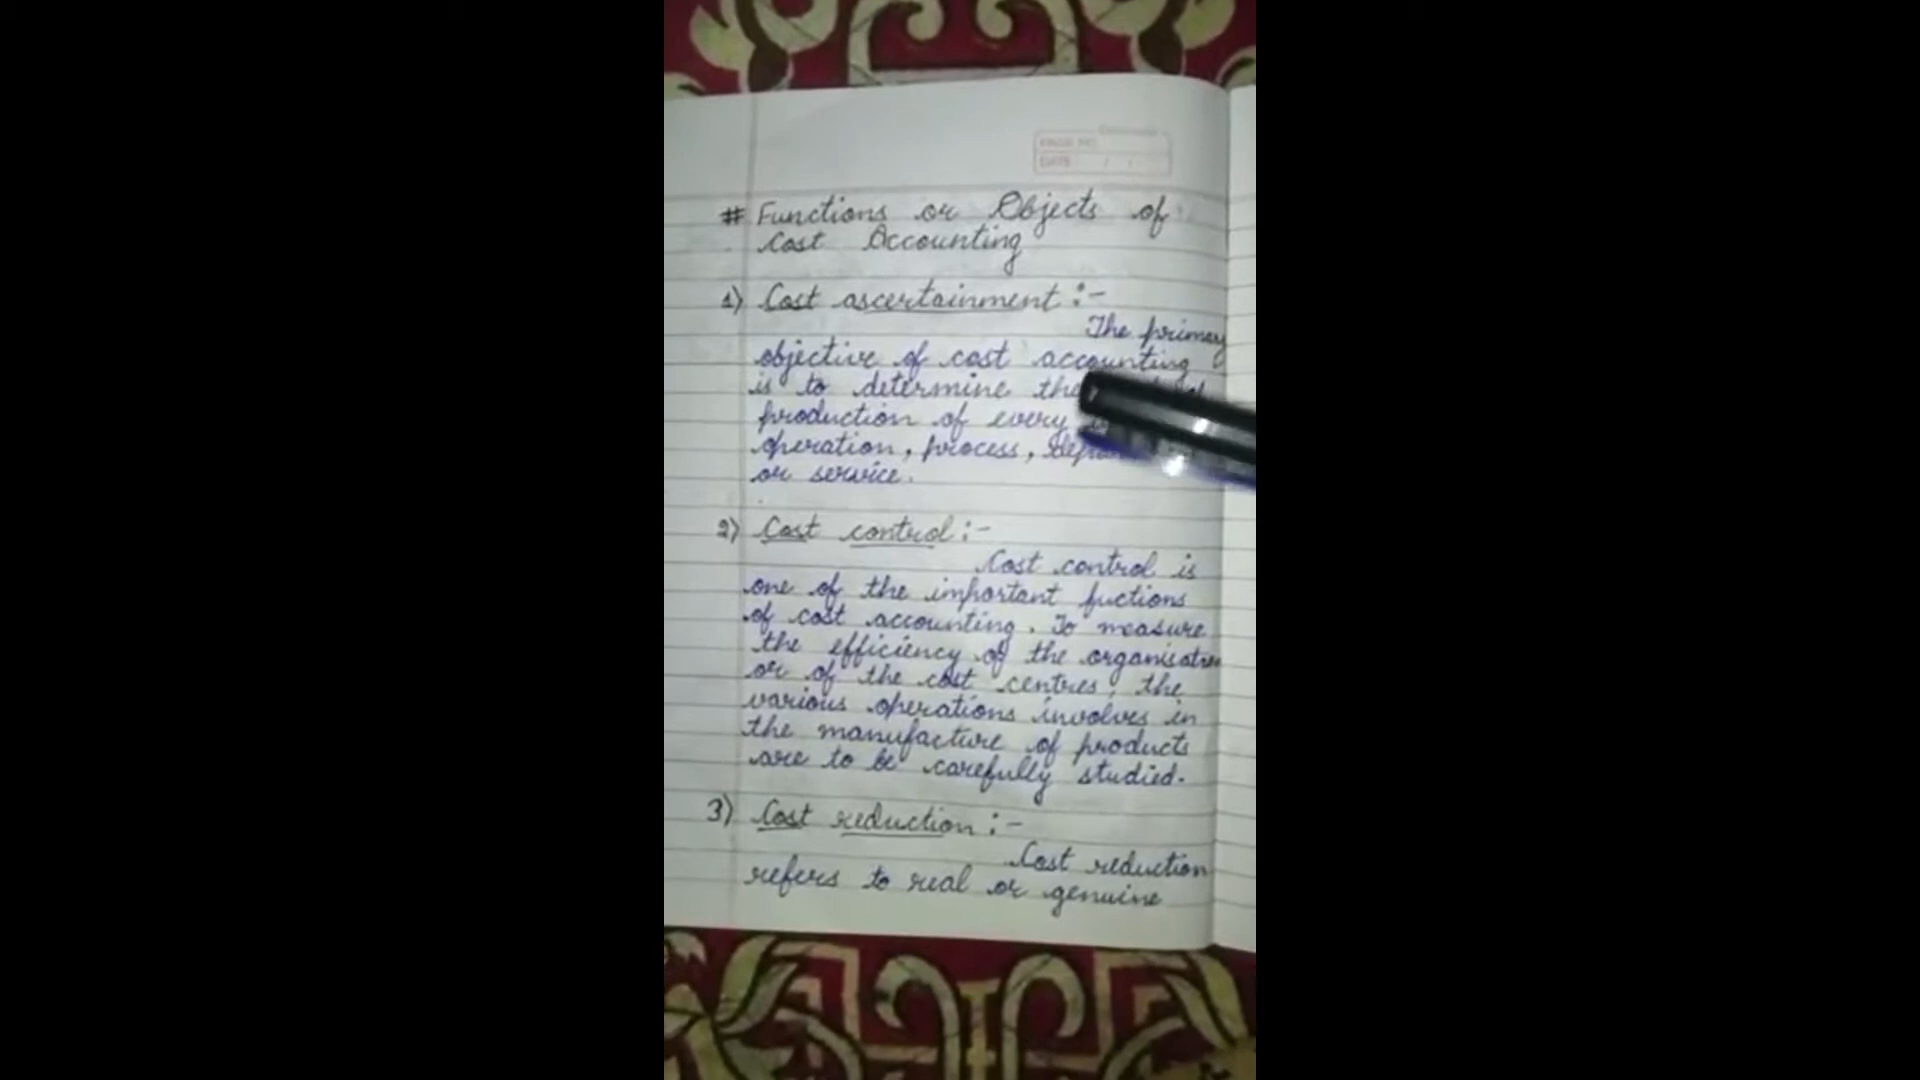 PAGE NO.
DATE / /
# Functions or Objects of
Cost Accounting
1) Cost ascertainment :-
The primary
objective of cost accounting
is to determine the
production of every
operation, process,
or service.
2) Cost control :-
Cost control is
one of the important fuctions
of cost accounting. To measure
the efficiency of the organisation
or of the cost centres, the
various operations involves in
the manufacture of products
are to be carefully studied.
3) Cost reduction :-
Cost reduction
refers to real or genuine